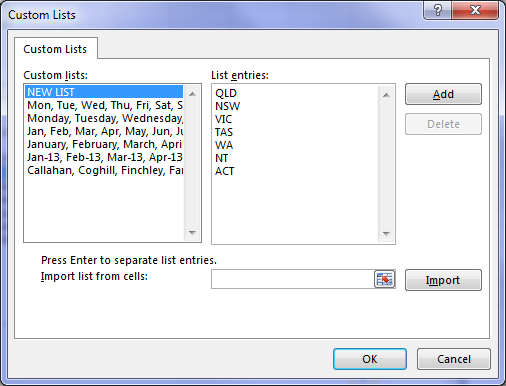 Custom Lists
Custom Lists
Custom lists:
NEW LIST
Mon, Tue, Wed, Thu, Fri, Sat, S
Monday, Tuesday, Wednesday,
Jan, Feb, Mar, Apr, May, Jun, Ju
January, February, March, April
Jan-13, Feb-13, Mar-13, Apr-13
Callahan, Coghill, Finchley, Far
List entries:
QLD
NSW
VIC
TAS
WA
NT
ACT
Add
Delete
Press Enter to separate list entries.
Import list from cells:
Import
OK
Cancel